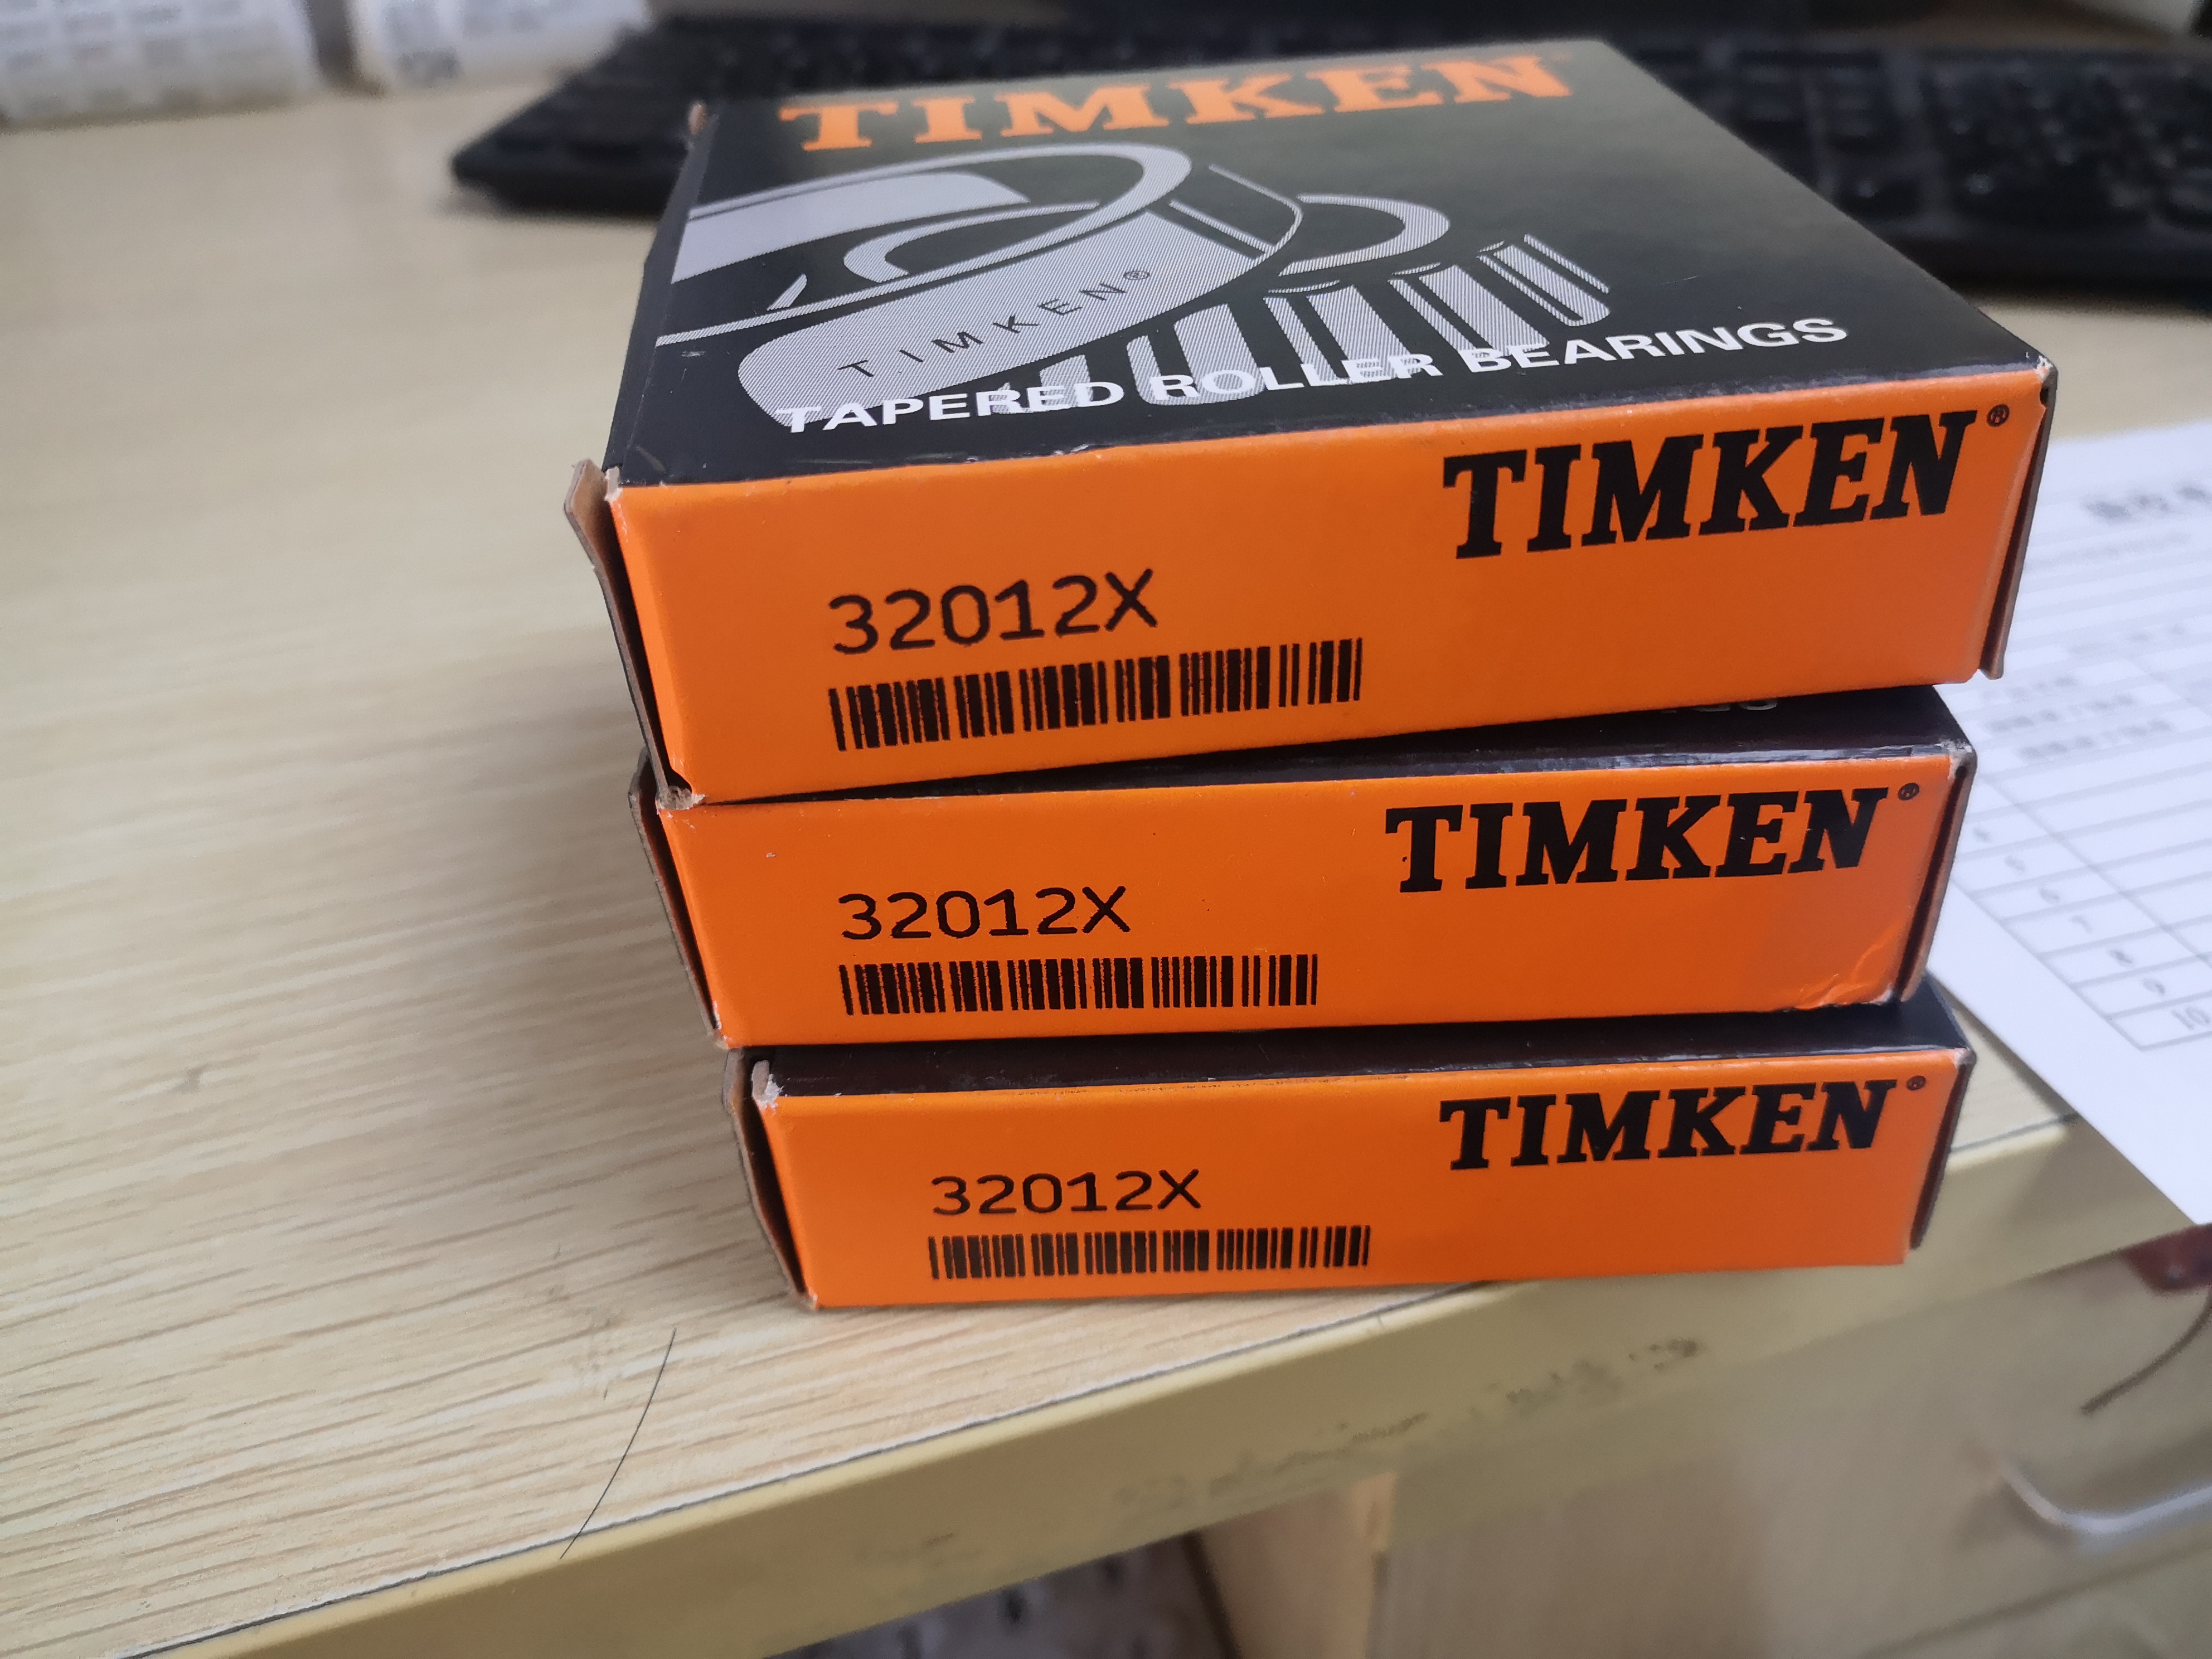 TIMKEN
TIMKEN®
TAPERED ROLLER BEARINGS
TIMKEN®
32012X
TIMKEN®
32012X
TIMKEN®
32012X